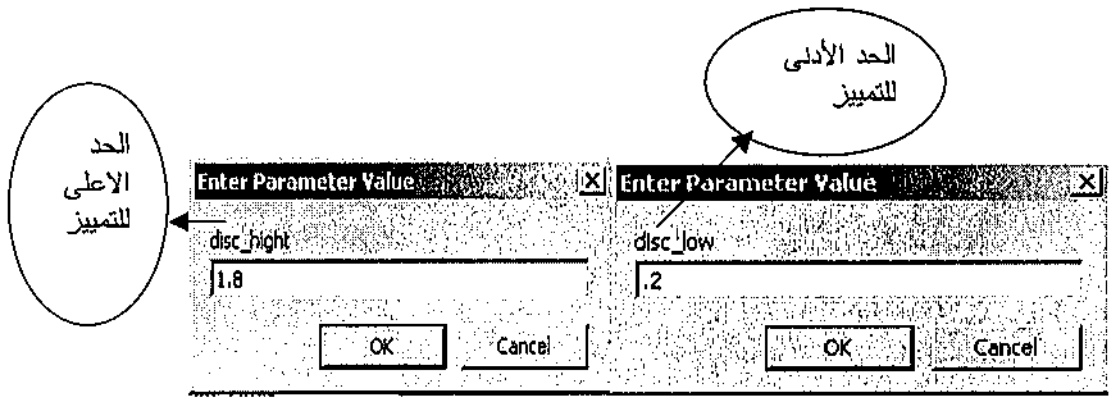 الحد الأدنى
للتمييز
الحد
الاعلى
للتمييز
Enter Parameter Value
disc_hight
1.8
OK
Cancel
Enter Parameter Value
disc_low
.2
OK
Cancel